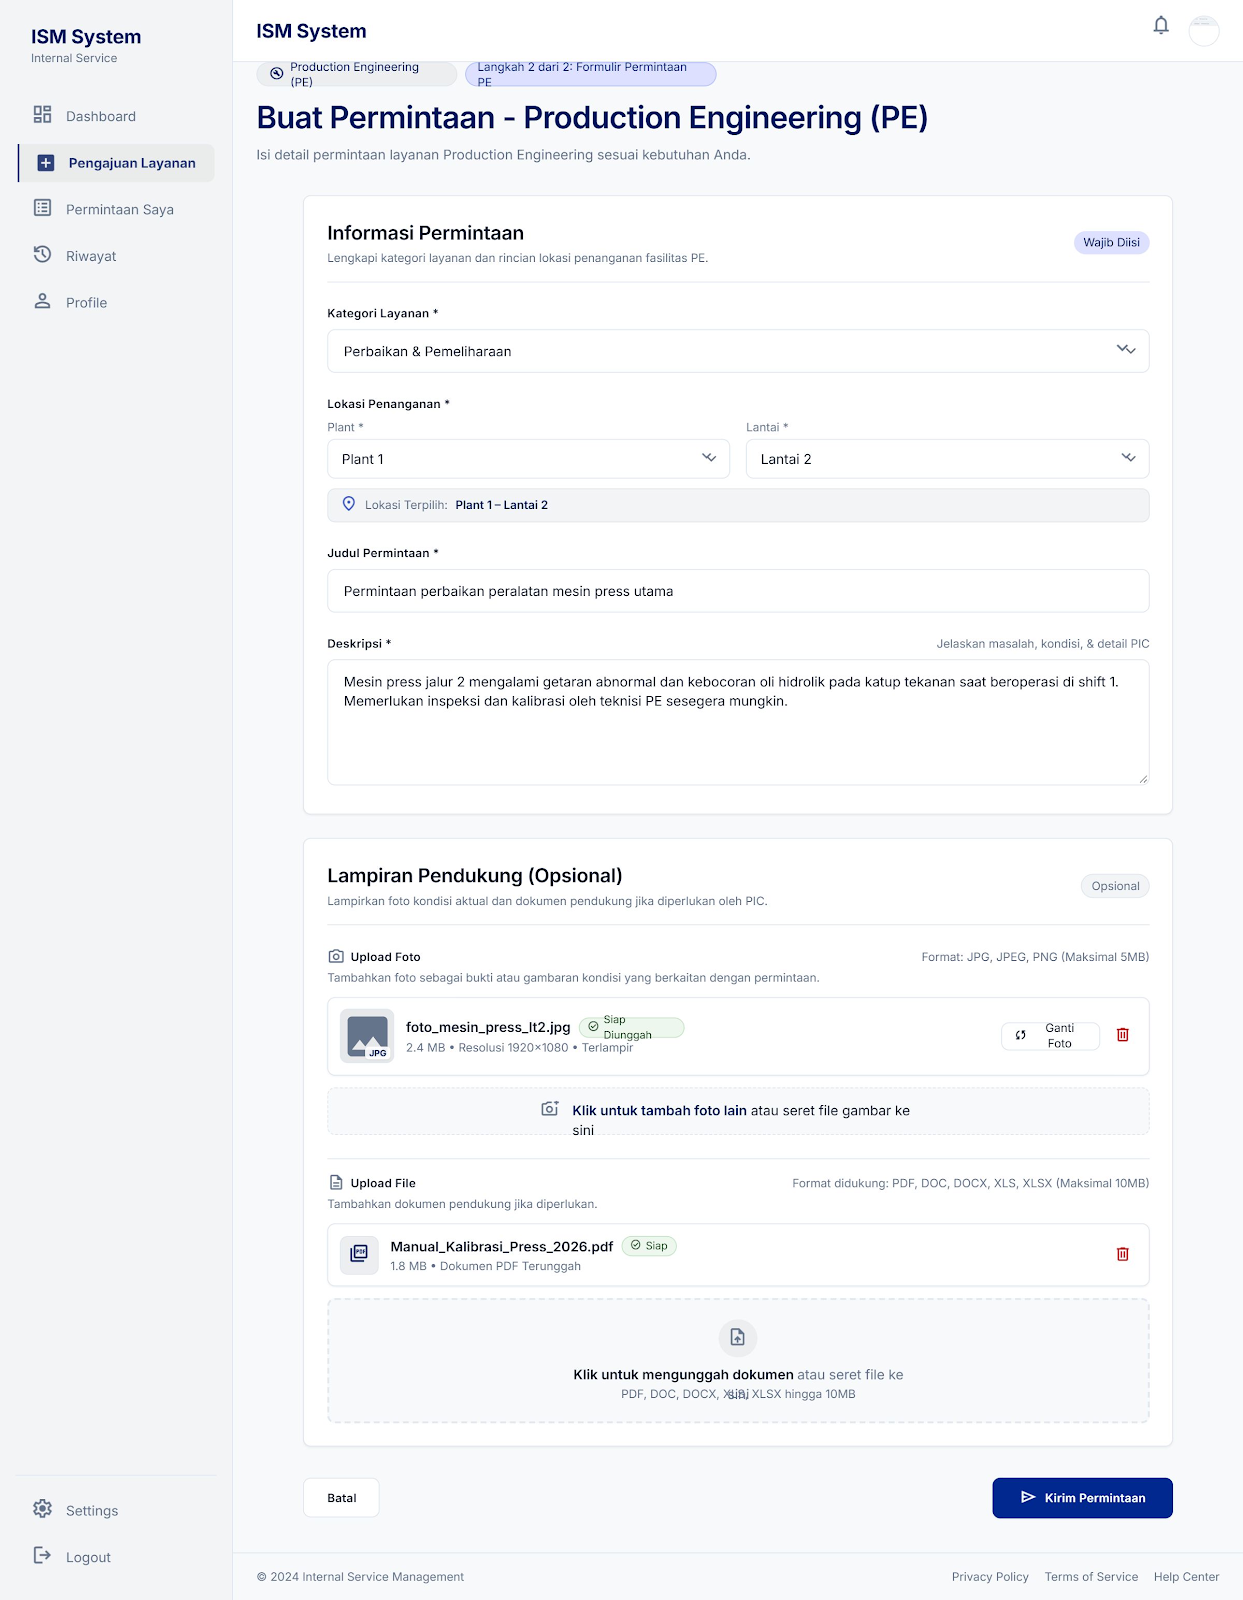 ISM System
Internal Service
Dashboard
Pengajuan Layanan
Permintaan Saya
Riwayat
Profile
Settings
Logout
ISM System
Production Engineering
(PE)
Langkah 2 dari 2: Formulir Permintaan
PE
Buat Permintaan - Production Engineering (PE)
Isi detail permintaan layanan Production Engineering sesuai kebutuhan Anda.
Informasi Permintaan
Lengkapi kategori layanan dan rincian lokasi penanganan fasilitas PE.
Wajib Diisi
Kategori Layanan *
Perbaikan & Pemeliharaan
Lokasi Penanganan *
Plant *
Plant 1
Lantai *
Lantai 2
Lokasi Terpilih: Plant 1 – Lantai 2
Judul Permintaan *
Permintaan perbaikan peralatan mesin press utama
Deskripsi *
Jelaskan masalah, kondisi, & detail PIC
Mesin press jalur 2 mengalami getaran abnormal dan kebocoran oli hidrolik pada katup tekanan saat beroperasi di shift 1.
Memerlukan inspeksi dan kalibrasi oleh teknisi PE sesegera mungkin.
Lampiran Pendukung (Opsional)
Lampirkan foto kondisi aktual dan dokumen pendukung jika diperlukan oleh PIC.
Opsional
Upload Foto
Format: JPG, JPEG, PNG (Maksimal 5MB)
Tambahkan foto sebagai bukti atau gambaran kondisi yang berkaitan dengan permintaan.
JPG
foto_mesin_press_lt2.jpg
Siap
Diunggah
2.4 MB • Resolusi 1920×1080 • Terlampir
Ganti
Foto
Klik untuk tambah foto lain atau seret file gambar ke
sini
Upload File
Format didukung: PDF, DOC, DOCX, XLS, XLSX (Maksimal 10MB)
Tambahkan dokumen pendukung jika diperlukan.
PDF
Manual_Kalibrasi_Press_2026.pdf
Siap
1.8 MB • Dokumen PDF Terunggah
Klik untuk mengunggah dokumen atau seret file ke
sini
PDF, DOC, DOCX, XLS, XLSX hingga 10MB
Batal
Kirim Permintaan
© 2024 Internal Service Management
Privacy Policy
Terms of Service
Help Center